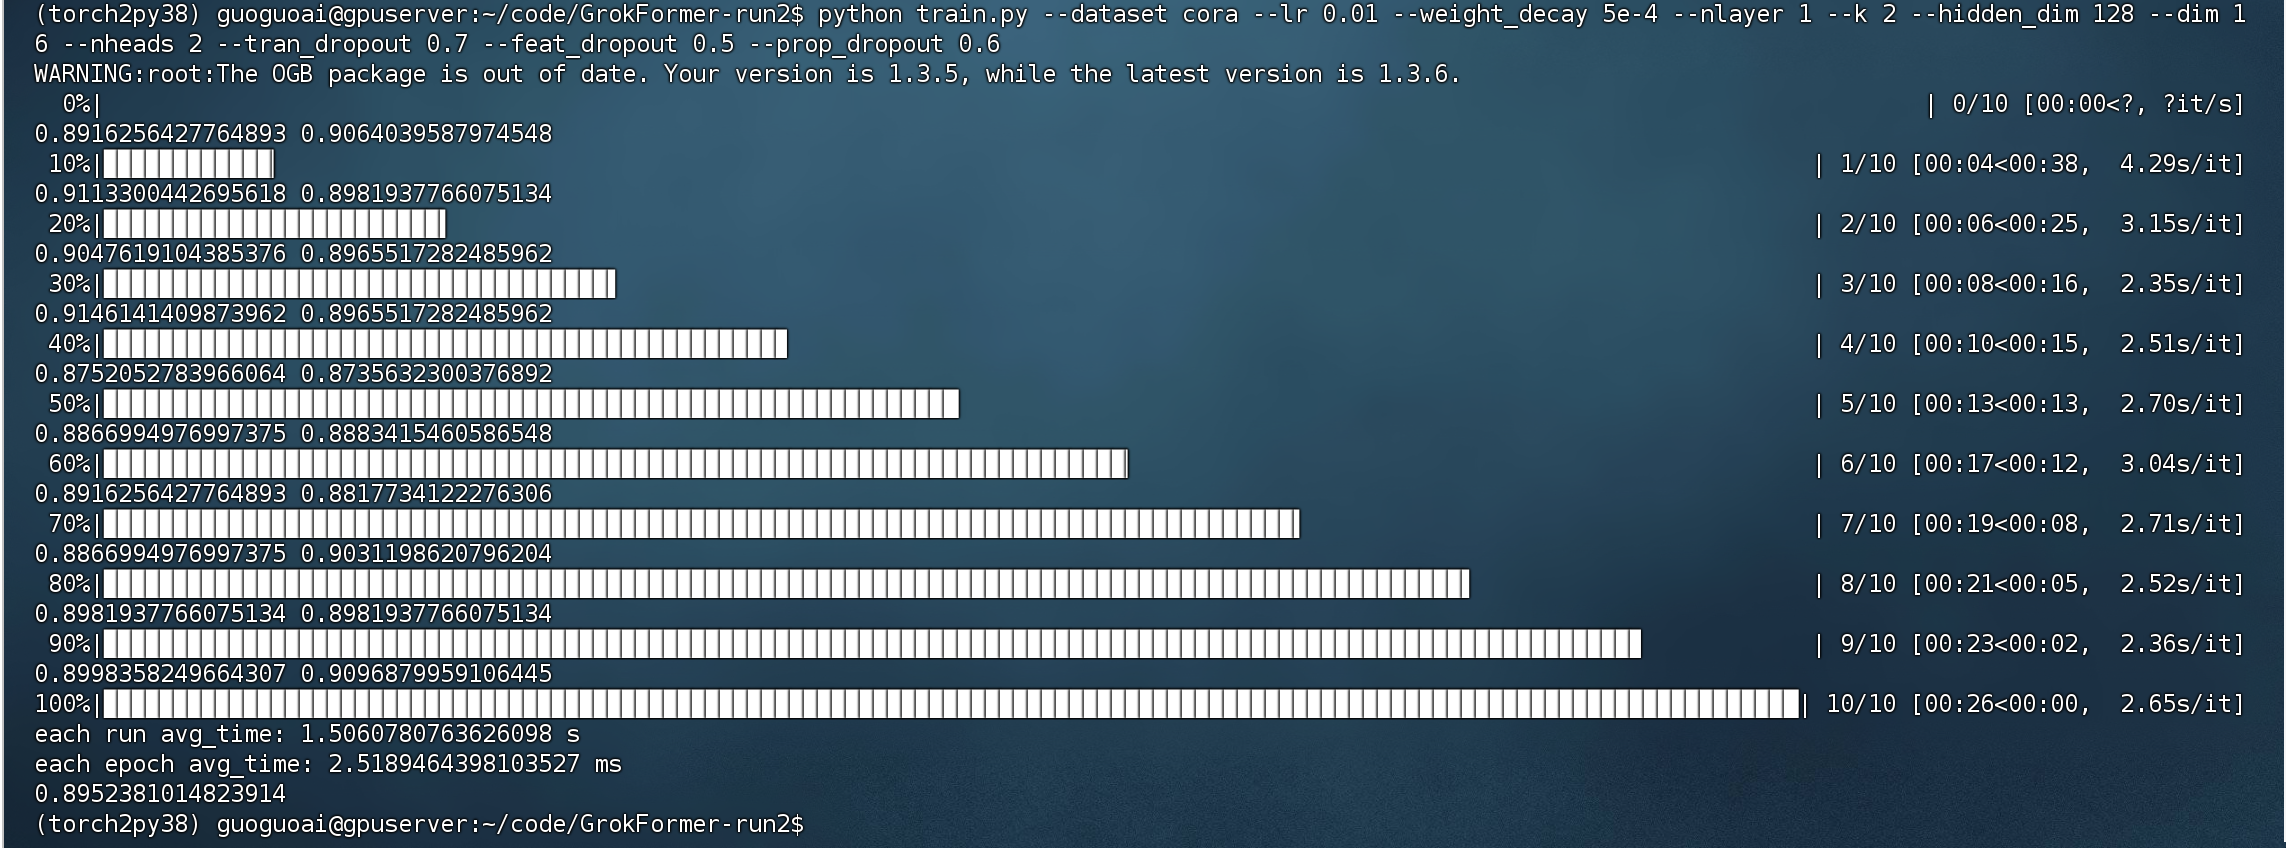 (torch2py38) guoguoai@gpuserver:~/code/GrokFormer-run2$ python train.py --dataset cora --lr 0.01 --weight_decay 5e-4 --nlayer 1 --k 2 --hidden_dim 128 --dim 1
6 --nheads 2 --tran_dropout 0.7 --feat_dropout 0.5 --prop_dropout 0.6
WARNING:root:The OGB package is out of date. Your version is 1.3.5, while the latest version is 1.3.6.
0%| | 0/10 [00:00<?, ?it/s]
0.8916256427764893 0.9064039587974548
10%| | 1/10 [00:04<00:38, 4.29s/it]
0.9113300442695618 0.8981937766075134
20%| | 2/10 [00:06<00:25, 3.15s/it]
0.9047619104385376 0.8965517282485962
30%| | 3/10 [00:08<00:16, 2.35s/it]
0.9146141409873962 0.8965517282485962
40%| | 4/10 [00:10<00:15, 2.51s/it]
0.8752052783966064 0.8735632300376892
50%| | 5/10 [00:13<00:13, 2.70s/it]
0.8866994976997375 0.8883415460586548
60%| | 6/10 [00:17<00:12, 3.04s/it]
0.8916256427764893 0.8817734122276306
70%| | 7/10 [00:19<00:08, 2.71s/it]
0.8866994976997375 0.9031198620796204
80%| | 8/10 [00:21<00:05, 2.52s/it]
0.8981937766075134 0.8981937766075134
90%| | 9/10 [00:23<00:02, 2.36s/it]
0.8998358249664307 0.9096879959106445
100%| | 10/10 [00:26<00:00, 2.65s/it]
each run avg_time: 1.5060780763626098 s
each epoch avg_time: 2.5189464398103527 ms
0.8952381014823914
(torch2py38) guoguoai@gpuserver:~/code/GrokFormer-run2$